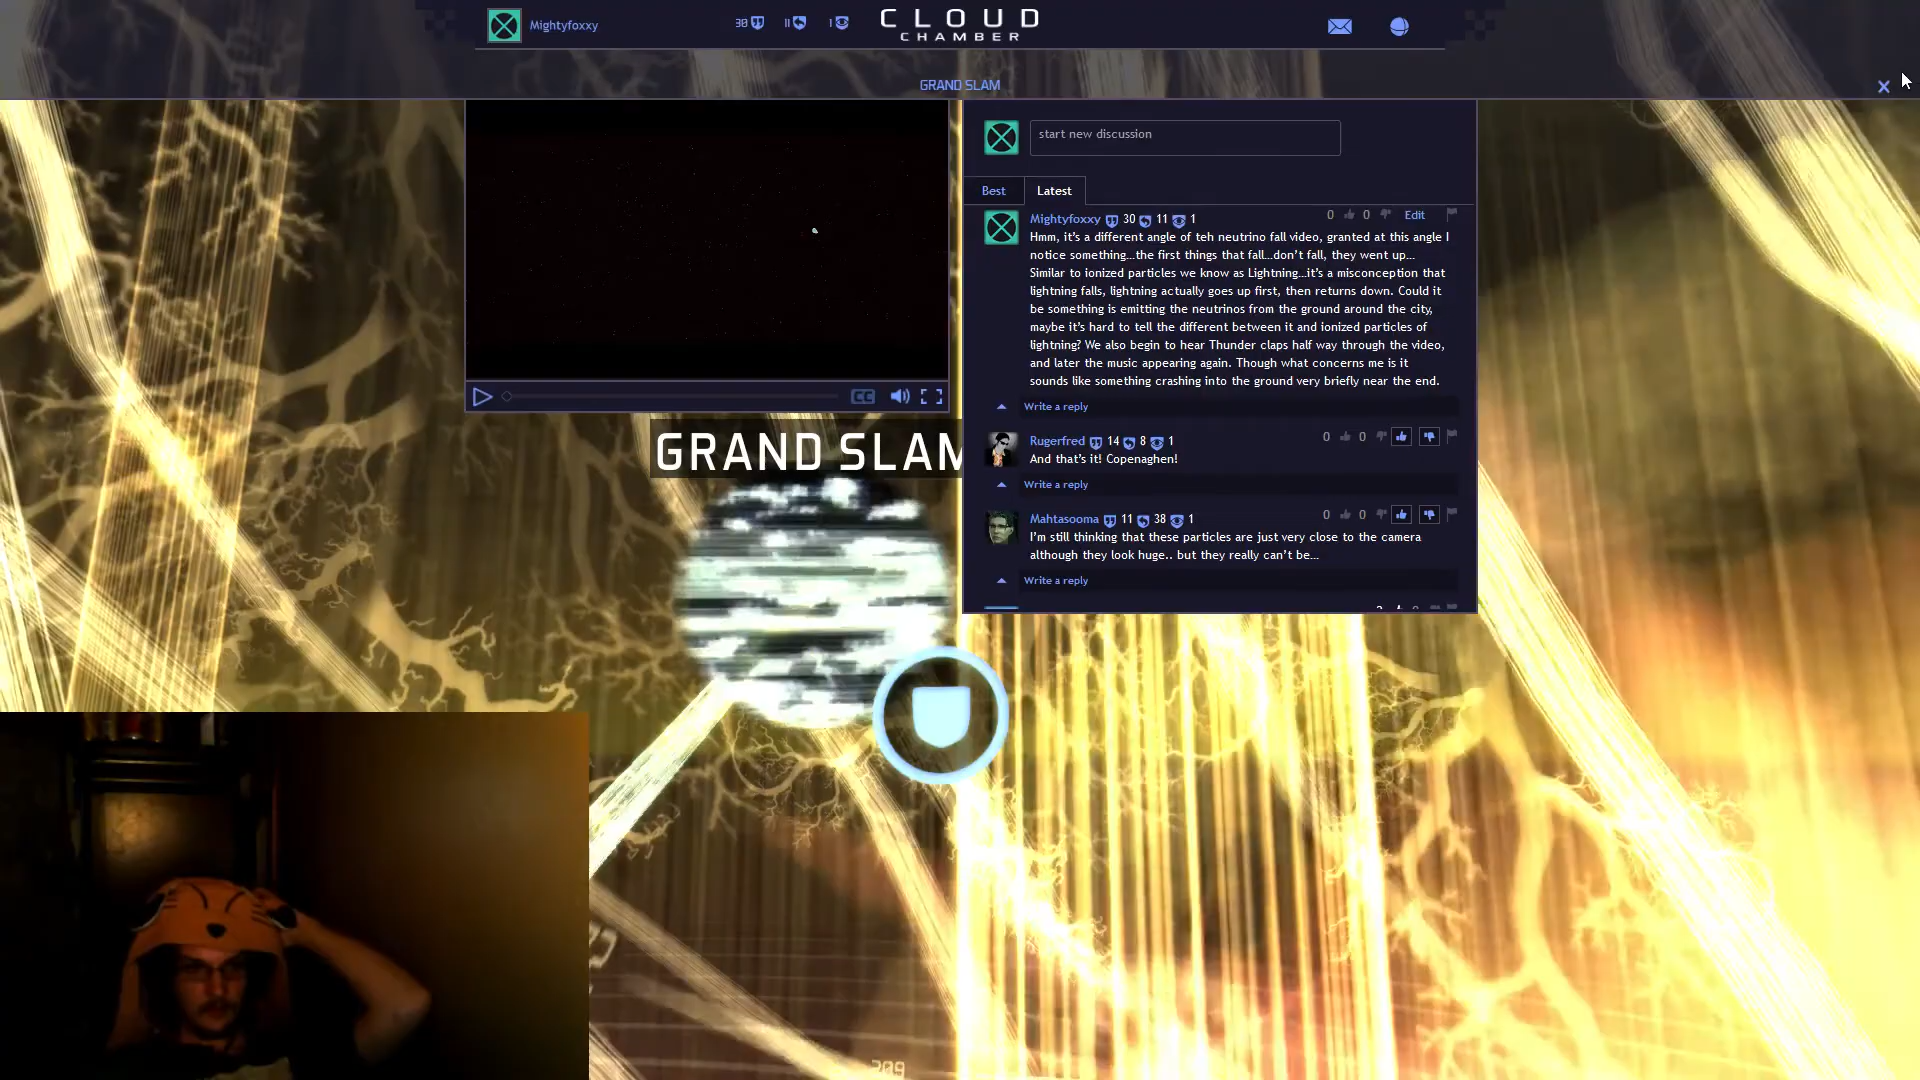 Mightyfoxxy
30
11
1
CLOUD
CHAMBER
GRAND SLAM
start new discussion
Best
Latest
Mightyfoxxy 30 11 1
0 0 Edit
Hmm, it's a different angle of teh neutrino fall video, granted at this angle I
notice something...the first things that fall...don't fall, they went up...
Similar to ionized particles we know as Lightning...it's a misconception that
lightning falls, lightning actually goes up first, then returns down. Could it
be something is emitting the neutrinos from the ground around the city,
maybe it's hard to tell the different between it and ionized particles of
lightning? We also begin to hear Thunder claps half way through the video,
and later the music appearing again. Though what concerns me is it
sounds like something crashing into the ground very briefly near the end.
Write a reply
Rugerfred 14 8 1
0 0
And that's it! Copenaghen!
Write a reply
Mahtasooma 11 38 1
0 0
I'm still thinking that these particles are just very close to the camera
although they look huge.. but they really can't be...
Write a reply
CC
GRAND SLAM